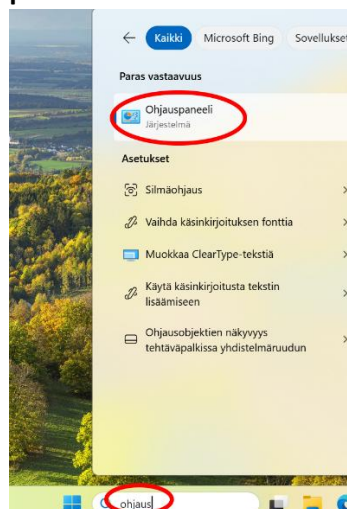 Kaikki Microsoft Bing Sovellukset
Paras vastaavuus
Ohjauspaneeli
Järjestelmä
Asetukset
Silmäohjaus
Vaihda käsinkirjoituksen fonttia
Muokkaa ClearType-tekstiä
Käytä käsinkirjoitusta tekstin
lisäämiseen
Ohjausobjektien näkyvyys
tehtäväpalkissa yhdistelmäruudun
ohjaus